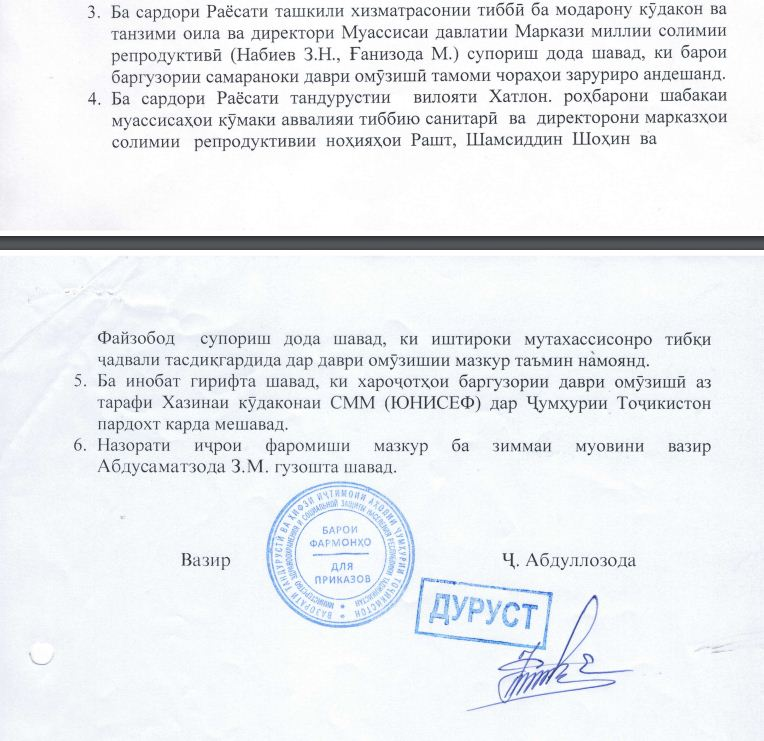 3. Ба сардори Раёсати ташкили хизматрасонии тиббӣ ба модарону кӯдакон ва
танзими оила ва директори Муассисаи давлатии Маркази миллии солимии
репродуктивӣ (Набиев З.Н., Ғанизода М.) супориш дода шавад, ки барои
баргузории самараноки даври омӯзишӣ тамоми чораҳои заруриро андешанд.
4. Ба сардори Раёсати тандурустии вилояти Хатлон. роҳбарони шабакаи
муассисаҳои кӯмаки аввалияи тиббию санитарӣ ва директорони марказҳои
солимии репродуктивии ноҳияҳои Рашт, Шамсиддин Шоҳин ва
Файзобод супориш дода шавад, ки иштироки мутахассисонро тибқи
ҷадвали тасдиқгардида дар даври омӯзишии мазкур таъмин намоянд.
5. Ба инобат гирифта шавад, ки хароҷотҳои баргузории даври омӯзишӣ аз
тарафи Хазинаи кӯдаконаи СММ (ЮНИСЕФ) дар Ҷумҳурии Тоҷикистон
пардохт карда мешавад.
6. Назорати иҷрои фаромиши мазкур ба зиммаи муовини вазир
Абдусаматзода З.М. гузошта шавад.
Вазир
Ҷ. Абдуллозода
ВАЗОРАТИ ТАНДУРУСТӢ ВА ҲИФЗИ ИҶТИМОИИ АҲОЛИИ ҶУМҲУРИИ ТОҶИКИСТОН
МИНИСТЕРСТВО ЗДРАВООХРАНЕНИЯ И СОЦИАЛЬНОЙ ЗАЩИТЫ НАСЕЛЕНИЯ РЕСПУБЛИКИ ТАДЖИКИСТАН
БАРОИ
ФАРМОНҲО
ДЛЯ
ПРИКАЗОВ
ДУРУСТ